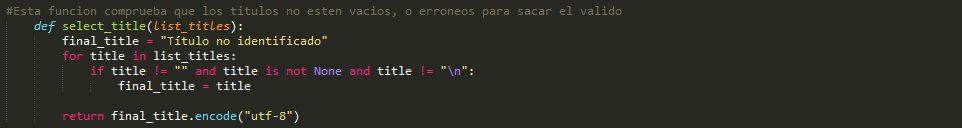 #Esta funcion comprueba que los titulos no esten vacios, o erroneos para sacar el valido
def select_title(list_titles):
final_title = "Título no identificado"
for title in list_titles:
if title != "" and title is not None and title != "\n":
final_title = title
return final_title.encode("utf-8")